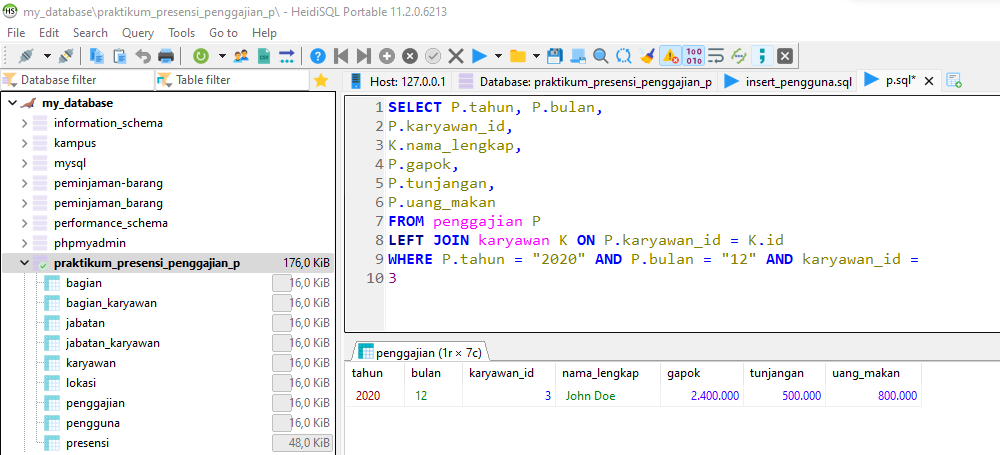 my_database\praktikum_presensi_penggajian_p\ - HeidiSQL Portable 11.2.0.6213
File Edit Search Query Tools Go to Help
Database filter Table filter
Host: 127.0.0.1 Database: praktikum_presensi_penggajian_p insert_pengguna.sql p.sql*
my_database
information_schema
kampus
mysql
peminjaman-barang
peminjaman_barang
performance_schema
phpmyadmin
praktikum_presensi_penggajian_p 176,0 KiB
bagian 16,0 KiB
bagian_karyawan 16,0 KiB
jabatan 16,0 KiB
jabatan_karyawan 16,0 KiB
karyawan 16,0 KiB
lokasi 16,0 KiB
penggajian 16,0 KiB
pengguna 16,0 KiB
presensi 48,0 KiB
1 SELECT P.tahun, P.bulan,
2 P.karyawan_id,
3 K.nama_lengkap,
4 P.gapok,
5 P.tunjangan,
6 P.uang_makan
7 FROM penggajian P
8 LEFT JOIN karyawan K ON P.karyawan_id = K.id
9 WHERE P.tahun = "2020" AND P.bulan = "12" AND karyawan_id =
10 3
penggajian (1r × 7c)
tahun bulan karyawan_id nama_lengkap gapok tunjangan uang_makan
2020 12 3 John Doe 2.400.000 500.000 800.000